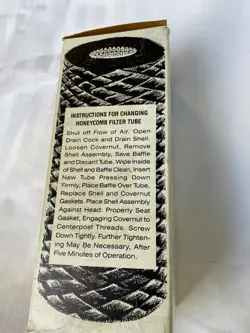 INSTRUCTIONS FOR CHANGING
HONEYCOMB FILTER TUBE
Shut off Flow of Air. Open
Drain Cock and Drain Shell.
Loosen Covernut, Remove
Shell Assembly, Save Baffle
and Discard Tube. Wipe Inside
of Shell and Baffle Clean, Insert
New Tube Pressing Down
Firmly, Place Baffle Over Tube,
Replace Shell and Covernut
Gaskets. Place Shell Assembly
Against Head: Properly Seat
Gasket, Engaging Covernut to
Centerpost Threads. Screw
Down Tightly. Further Tighten-
ing May Be Necessary, After
Five Minutes of Operation.